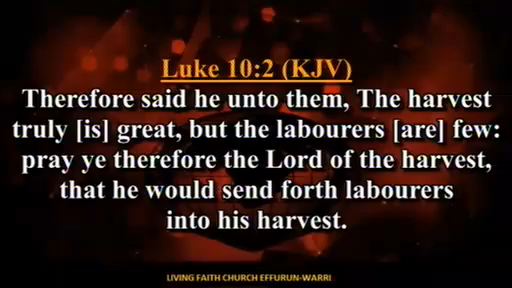 Luke 10:2 (KJV)
Therefore said he unto them, The harvest
truly [is] great, but the labourers [are] few:
pray ye therefore the Lord of the harvest,
that he would send forth labourers
into his harvest.
LIVING FAITH CHURCH EFFURUN-WARRI